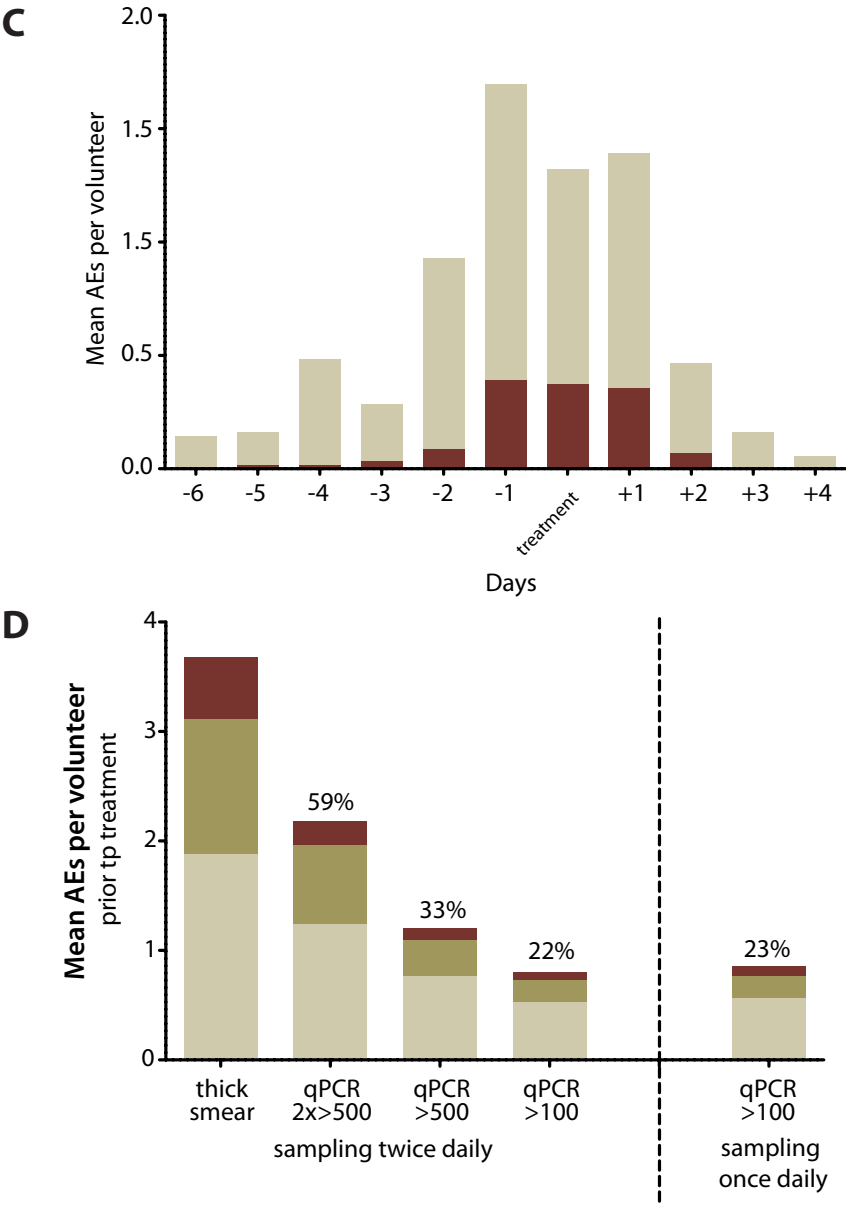 C
Mean AEs per volunteer
2.0
1.5
1.5
0.5
0.0
-6 -5 -4 -3 -2 -1 treatment +1 +2 +3 +4
Days
D
Mean AEs per volunteer
prior tp treatment
4
3
2
1
0
59%
33%
22%
23%
thick qPCR qPCR qPCR qPCR
smear 2x>500 >500 >100 >100
sampling twice daily
sampling
once daily